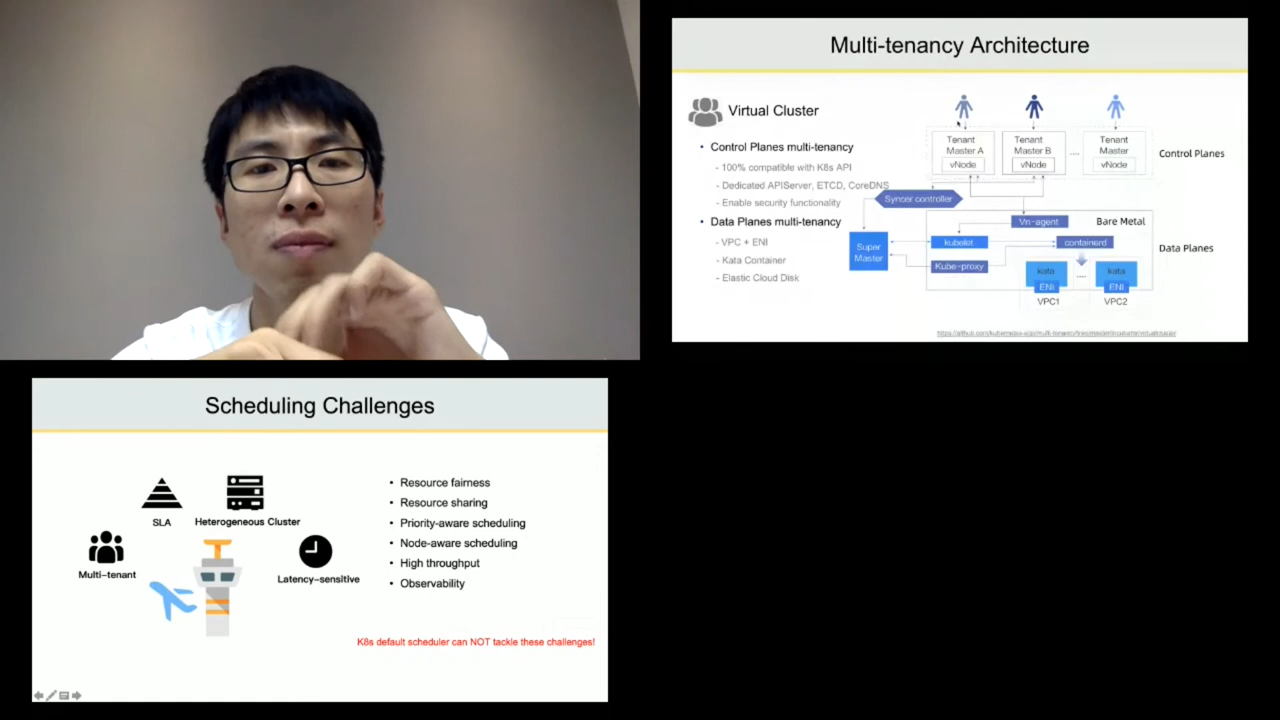 Multi-tenancy Architecture
Virtual Cluster
• Control Planes multi-tenancy
- 100% compatible with K8s API
- Dedicated APIServer, ETCD, CoreDNS
- Enable security functionality
• Data Planes multi-tenancy
- VPC + ENI
- Kata Container
- Elastic Cloud Disk
Tenant
Master A
vNode
Tenant
Master B
vNode
....
Tenant
Master
vNode
Control Planes
Syncer controller
Vn-agent
Bare Metal
Super
Master
kubelet
containerd
Data Planes
Kube-proxy
kata
ENI
....
kata
ENI
VPC1
VPC2
Scheduling Challenges
SLA
Heterogeneous Cluster
Multi-tenant
Latency-sensitive
• Resource fairness
• Resource sharing
• Priority-aware scheduling
• Node-aware scheduling
• High throughput
• Observability
K8s default scheduler can NOT tackle these challenges!